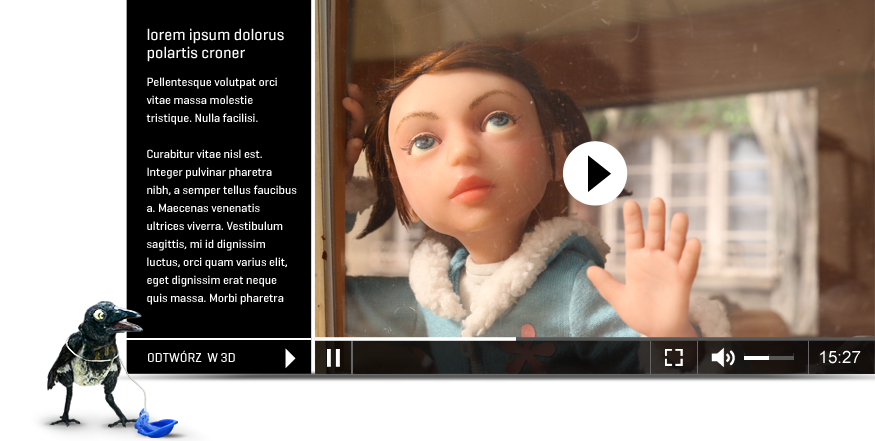 lorem ipsum dolorus
polartis croner
Pellentesque volutpat orci
vitae massa molestie
tristique. Nulla facilisi.
Curabitur vitae nisl est.
Integer pulvinar pharetra
nibh, a semper tellus faucibus
a. Maecenas venenatis
ultrices viverra. Vestibulum
sagittis, mi id dignissim
luctus, orci quam varius elit,
eget dignissim erat neque
quis massa. Morbi pharetra
ODTWÓRZ W 3D
15:27